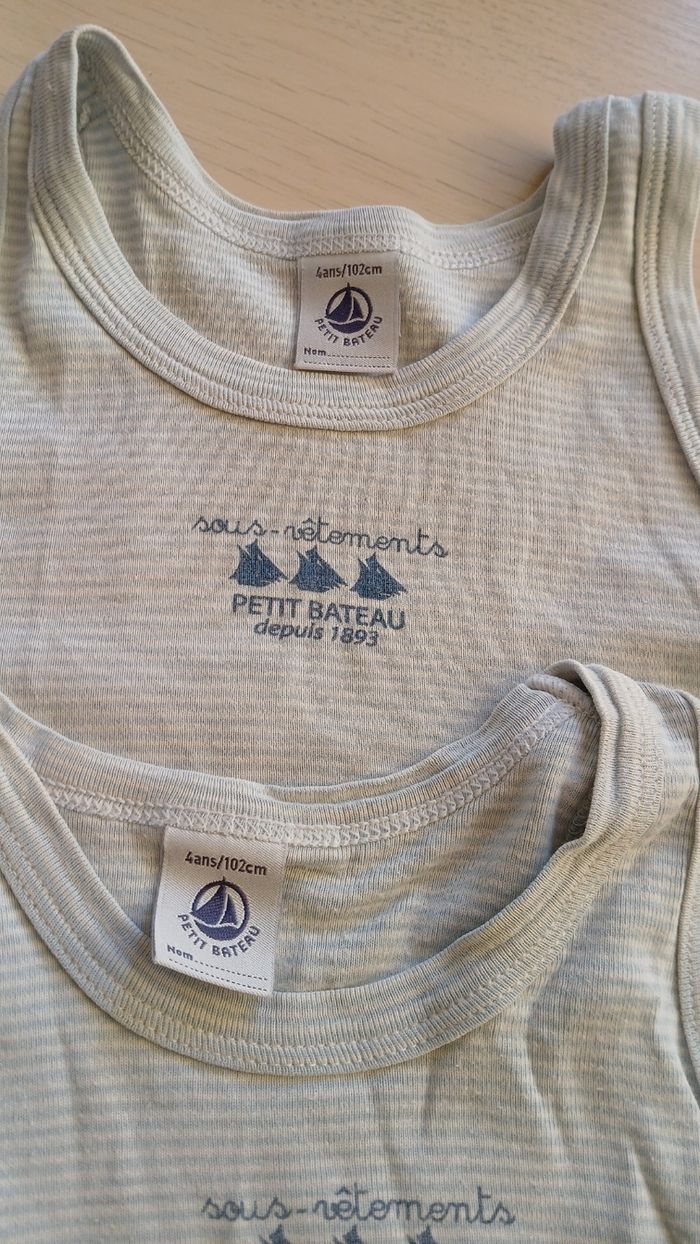 4ans/102cm
PETIT BATEAU
Nom
sous-vêtements
PETIT BATEAU
depuis 1893
4ans/102cm
PETIT BATEAU
Nom
sous-vêtements